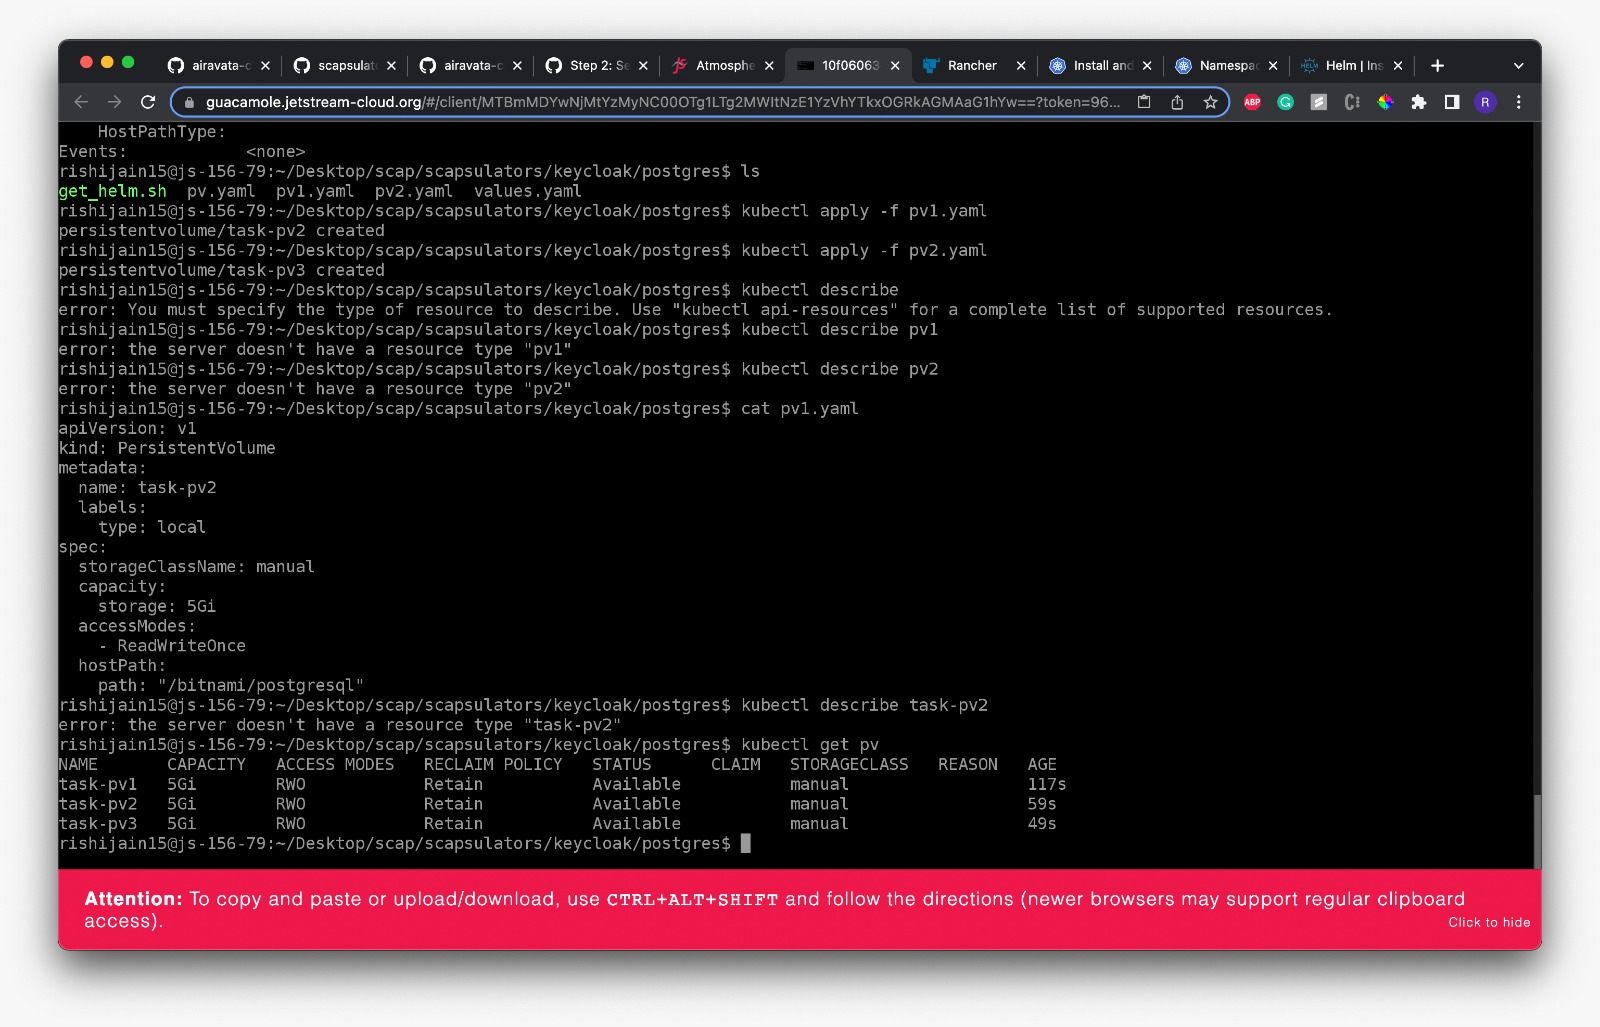 airavata-c
scapsulat
airavata-c
Step 2: Se
Atmosphe
10f06063
Rancher
Install and
Namespac
Helm | Ins
guacamole.jetstream-cloud.org/#/client/MTBmMDYwNjMtYzMyNC00OTg1LTg2MWItNzE1YzVhYTkxOGRkAGMAaG1hYw==?token=96...
ABP
R
HostPathType:
Events: <none>
rishijain15@js-156-79:~/Desktop/scap/scapsulators/keycloak/postgres$ ls
get_helm.sh pv.yaml pv1.yaml pv2.yaml values.yaml
rishijain15@js-156-79:~/Desktop/scap/scapsulators/keycloak/postgres$ kubectl apply -f pv1.yaml
persistentvolume/task-pv2 created
rishijain15@js-156-79:~/Desktop/scap/scapsulators/keycloak/postgres$ kubectl apply -f pv2.yaml
persistentvolume/task-pv3 created
rishijain15@js-156-79:~/Desktop/scap/scapsulators/keycloak/postgres$ kubectl describe
error: You must specify the type of resource to describe. Use "kubectl api-resources" for a complete list of supported resources.
rishijain15@js-156-79:~/Desktop/scap/scapsulators/keycloak/postgres$ kubectl describe pv1
error: the server doesn't have a resource type "pv1"
rishijain15@js-156-79:~/Desktop/scap/scapsulators/keycloak/postgres$ kubectl describe pv2
error: the server doesn't have a resource type "pv2"
rishijain15@js-156-79:~/Desktop/scap/scapsulators/keycloak/postgres$ cat pv1.yaml
apiVersion: v1
kind: PersistentVolume
metadata:
name: task-pv2
labels:
type: local
spec:
storageClassName: manual
capacity:
storage: 5Gi
accessModes:
- ReadWriteOnce
hostPath:
path: "/bitnami/postgresql"
rishijain15@js-156-79:~/Desktop/scap/scapsulators/keycloak/postgres$ kubectl describe task-pv2
error: the server doesn't have a resource type "task-pv2"
rishijain15@js-156-79:~/Desktop/scap/scapsulators/keycloak/postgres$ kubectl get pv
NAME CAPACITY ACCESS MODES RECLAIM POLICY STATUS CLAIM STORAGECLASS REASON AGE
task-pv1 5Gi RWO Retain Available manual 117s
task-pv2 5Gi RWO Retain Available manual 59s
task-pv3 5Gi RWO Retain Available manual 49s
rishijain15@js-156-79:~/Desktop/scap/scapsulators/keycloak/postgres$
Attention: To copy and paste or upload/download, use CTRL+ALT+SHIFT and follow the directions (newer browsers may support regular clipboard
access).
Click to hide